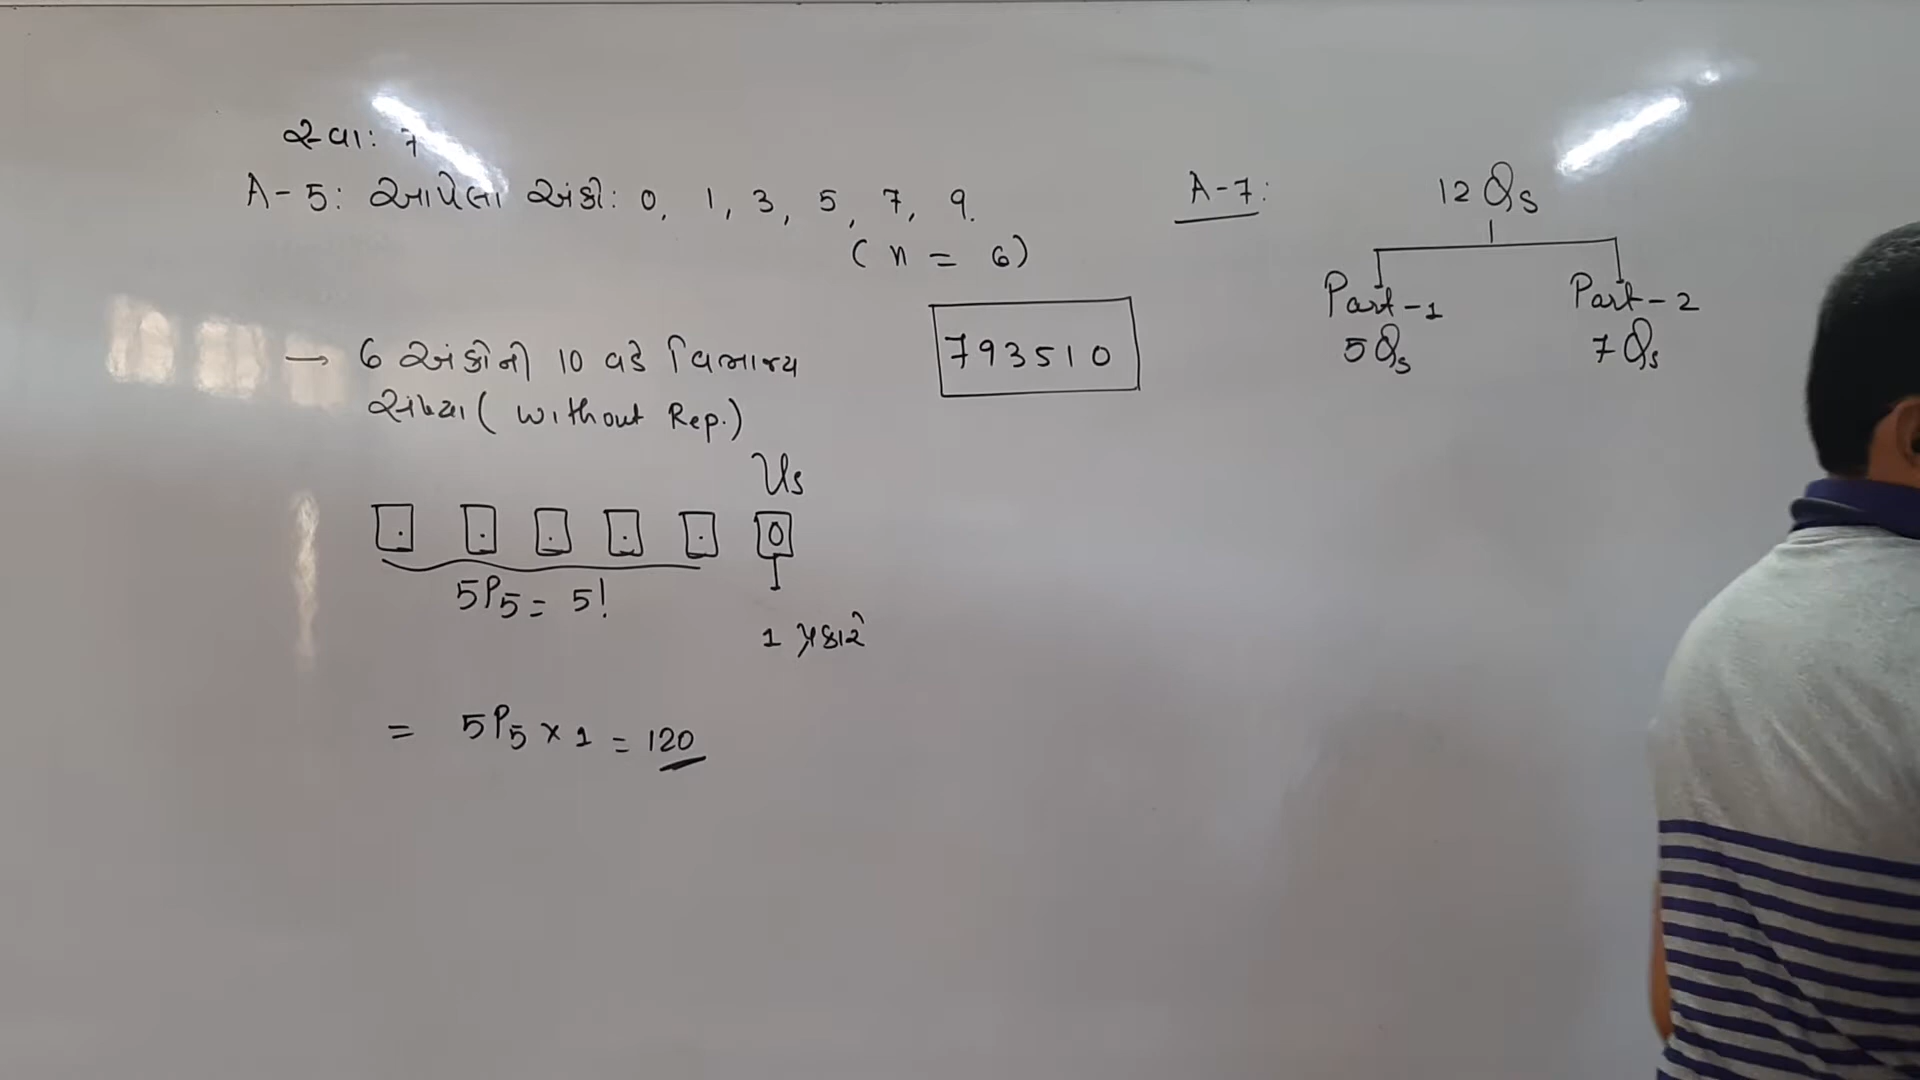 સ્વા: 7
A-5: આપેલા અંકો: 0, 1, 3, 5, 7, 9.
(n = 6)
→ 6 અંકોની 10 વડે વિભાજ્ય
સંખ્યા (without Rep.)
793510
Us
0
5P5 = 5!
1 પ્રકારે
= 5P5 × 1 = 120
A-7:
12 Qs
Part-1 Part-2
5 Qs 7 Qs